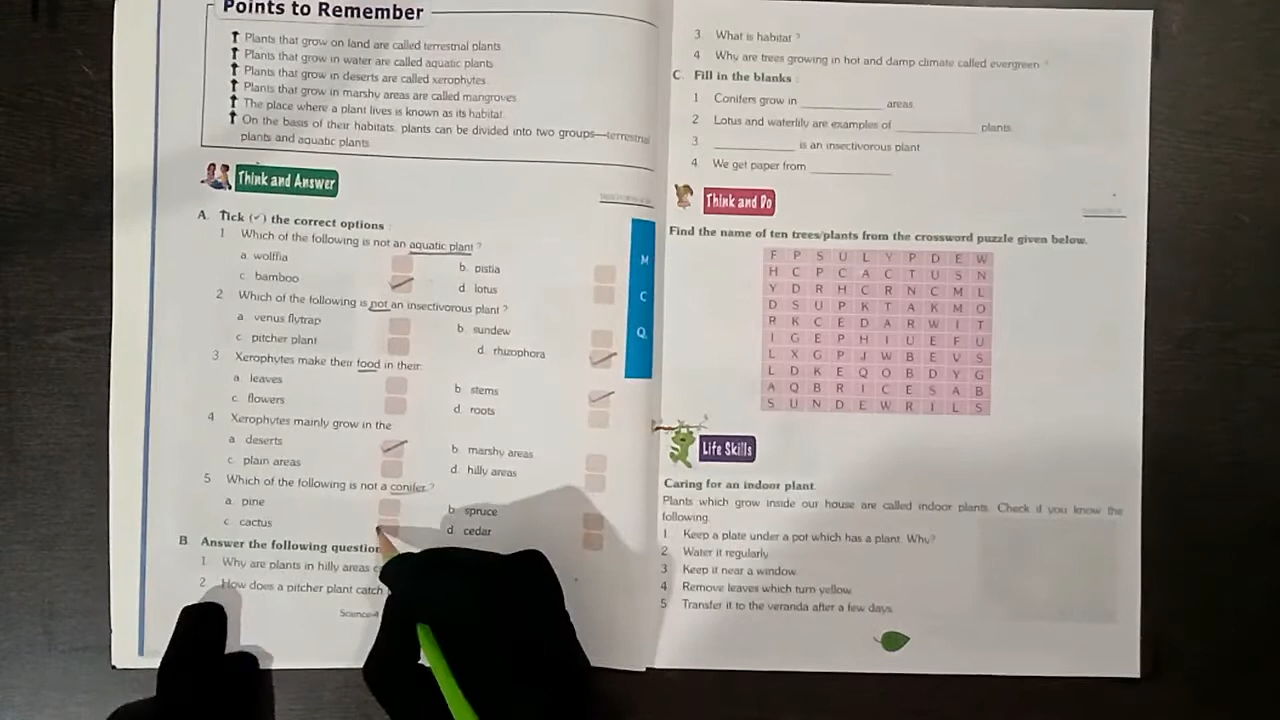 Points to Remember
Plants that grow on land are called terrestrial plants
Plants that grow in water are called aquatic plants
Plants that grow in deserts are called xerophytes
Plants that grow in marshy areas are called mangroves
The place where a plant lives is known as its habitat.
On the basis of their habitats, plants can be divided into two groups—terrestrial
plants and aquatic plants
Think and Answer
A. Tick (✓) the correct options
1 Which of the following is not an aquatic plant ?
a. wolffia
b. pistia
c. bamboo
d. lotus
2 Which of the following is not an insectivorous plant ?
a. venus flytrap
b. sundew
c. pitcher plant
d. rhizophora
3 Xerophytes make their food in their:
a. leaves
b. stems
c. flowers
d. roots
4 Xerophytes mainly grow in the
a. deserts
b. marshy areas
c. plain areas
d. hilly areas
5 Which of the following is not a conifer ?
a. pine
b. spruce
c. cactus
d. cedar
B Answer the following question
1 Why are plants in hilly areas
2 How does a pitcher plant catch
Science-4
M
C
Q.
3 What is habitat ?
4 Why are trees growing in hot and damp climate called evergreen
C. Fill in the blanks
1 Conifers grow in ____________ areas
2 Lotus and waterlily are examples of ____________ plants
3 ____________ is an insectivorous plant
4 We get paper from ____________
Think and Do
Find the name of ten trees/plants from the crossword puzzle given below.
F P S U L Y P D E W
H C P C A C T U S N
Y D R H C R N C M L
D S U P K T A K M O
R K C E D A R W I T
I G E P H I U E F U
L X G P J W B E V S
L D K E Q O B D Y G
A Q B R I C E S A B
S U N D E W R I L S
Life Skills
Caring for an indoor plant.
Plants which grow inside our house are called indoor plants. Check if you know the
following.
1 Keep a plate under a pot which has a plant. Why?
2. Water it regularly
3 Keep it near a window.
4 Remove leaves which turn yellow
5 Transfer it to the veranda after a few days.